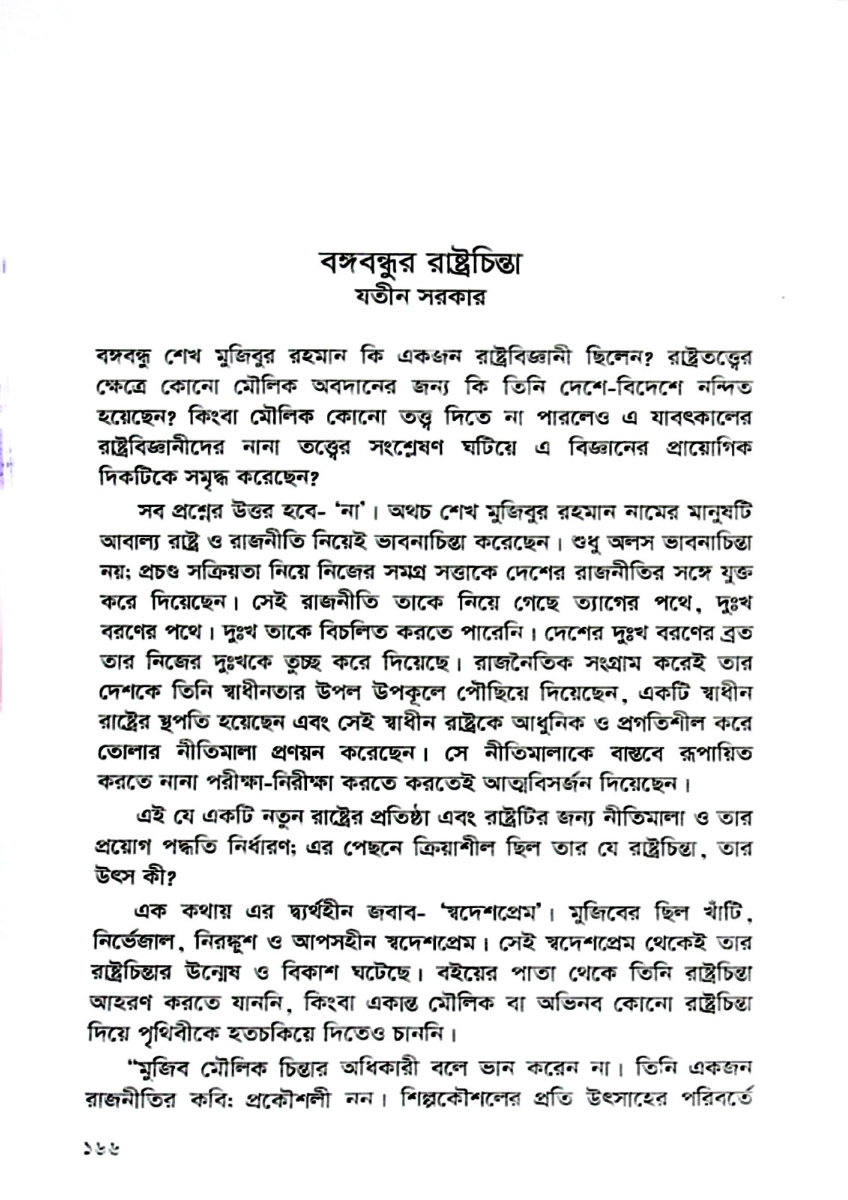 বঙ্গবন্ধুর রাষ্ট্রচিন্তা
যতীন সরকার
বঙ্গবন্ধু শেখ মুজিবুর রহমান কি একজন রাষ্ট্রবিজ্ঞানী ছিলেন? রাষ্ট্রতত্ত্বের
ক্ষেত্রে কোনো মৌলিক অবদানের জন্য কি তিনি দেশে-বিদেশে নন্দিত
হয়েছেন? কিংবা মৌলিক কোনো তত্ত্ব দিতে না পারলেও এ যাবৎকালের
রাষ্ট্রবিজ্ঞানীদের নানা তত্ত্বের সংশ্লেষণ ঘটিয়ে এ বিজ্ঞানের প্রায়োগিক
দিকটিকে সমৃদ্ধ করেছেন?
সব প্রশ্নের উত্তর হবে- ‘না’। অথচ শেখ মুজিবুর রহমান নামের মানুষটি
আবাল্য রাষ্ট্র ও রাজনীতি নিয়েই ভাবনাচিন্তা করেছেন। শুধু অলস ভাবনাচিন্তা
নয়; প্রচণ্ড সক্রিয়তা নিয়ে নিজের সমগ্র সত্তাকে দেশের রাজনীতির সঙ্গে যুক্ত
করে দিয়েছেন। সেই রাজনীতি তাকে নিয়ে গেছে ত্যাগের পথে, দুঃখ
বরণের পথে। দুঃখ তাকে বিচলিত করতে পারেনি। দেশের দুঃখ বরণের ব্রত
তার নিজের দুঃখকে তুচ্ছ করে দিয়েছে। রাজনৈতিক সংগ্রাম করেই তার
দেশকে তিনি স্বাধীনতার উপল উপকূলে পৌছিয়ে দিয়েছেন, একটি স্বাধীন
রাষ্ট্রের স্থপতি হয়েছেন এবং সেই স্বাধীন রাষ্ট্রকে আধুনিক ও প্রগতিশীল করে
তোলার নীতিমালা প্রণয়ন করেছেন। সে নীতিমালাকে বাস্তবে রূপায়িত
করতে নানা পরীক্ষা-নিরীক্ষা করতে করতেই আত্মবিসর্জন দিয়েছেন।
এই যে একটি নতুন রাষ্ট্রের প্রতিষ্ঠা এবং রাষ্ট্রটির জন্য নীতিমালা ও তার
প্রয়োগ পদ্ধতি নির্ধারণ; এর পেছনে ক্রিয়াশীল ছিল তার যে রাষ্ট্রচিন্তা, তার
উৎস কী?
এক কথায় এর দ্ব্যর্থহীন জবাব- ‘স্বদেশপ্রেম’। মুজিবের ছিল খাঁটি,
নির্ভেজাল, নিরঙ্কুশ ও আপসহীন স্বদেশপ্রেম। সেই স্বদেশপ্রেম থেকেই তার
রাষ্ট্রচিন্তার উন্মেষ ও বিকাশ ঘটেছে। বইয়ের পাতা থেকে তিনি রাষ্ট্রচিন্তা
আহরণ করতে যাননি, কিংবা একান্ত মৌলিক বা অভিনব কোনো রাষ্ট্রচিন্তা
দিয়ে পৃথিবীকে হতচকিয়ে দিতেও চাননি।
“মুজিব মৌলিক চিন্তার অধিকারী বলে ভান করেন না। তিনি একজন
রাজনীতির কবি: প্রকৌশলী নন। শিল্পকৌশলের প্রতি উৎসাহের পরিবর্তে
১৬৬